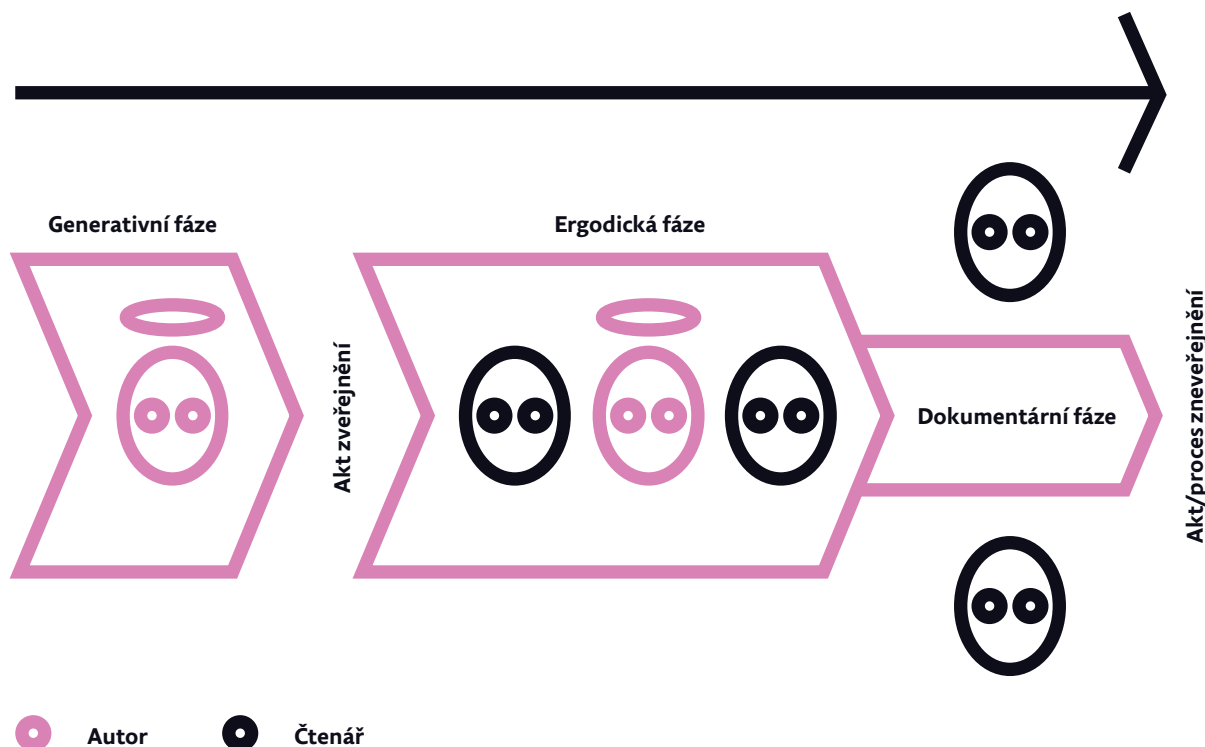 Generativní fáze
Ergodická fáze
Akt zveřejnění
Dokumentární fáze
Akt/proces zneveřejnění
Autor
Čtenář